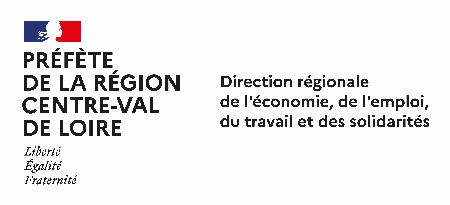 PRÉFÈTE
DE LA RÉGION
CENTRE-VAL
DE LOIRE
Liberté
Égalité
Fraternité
Direction régionale
de l'économie, de l'emploi,
du travail et des solidarités